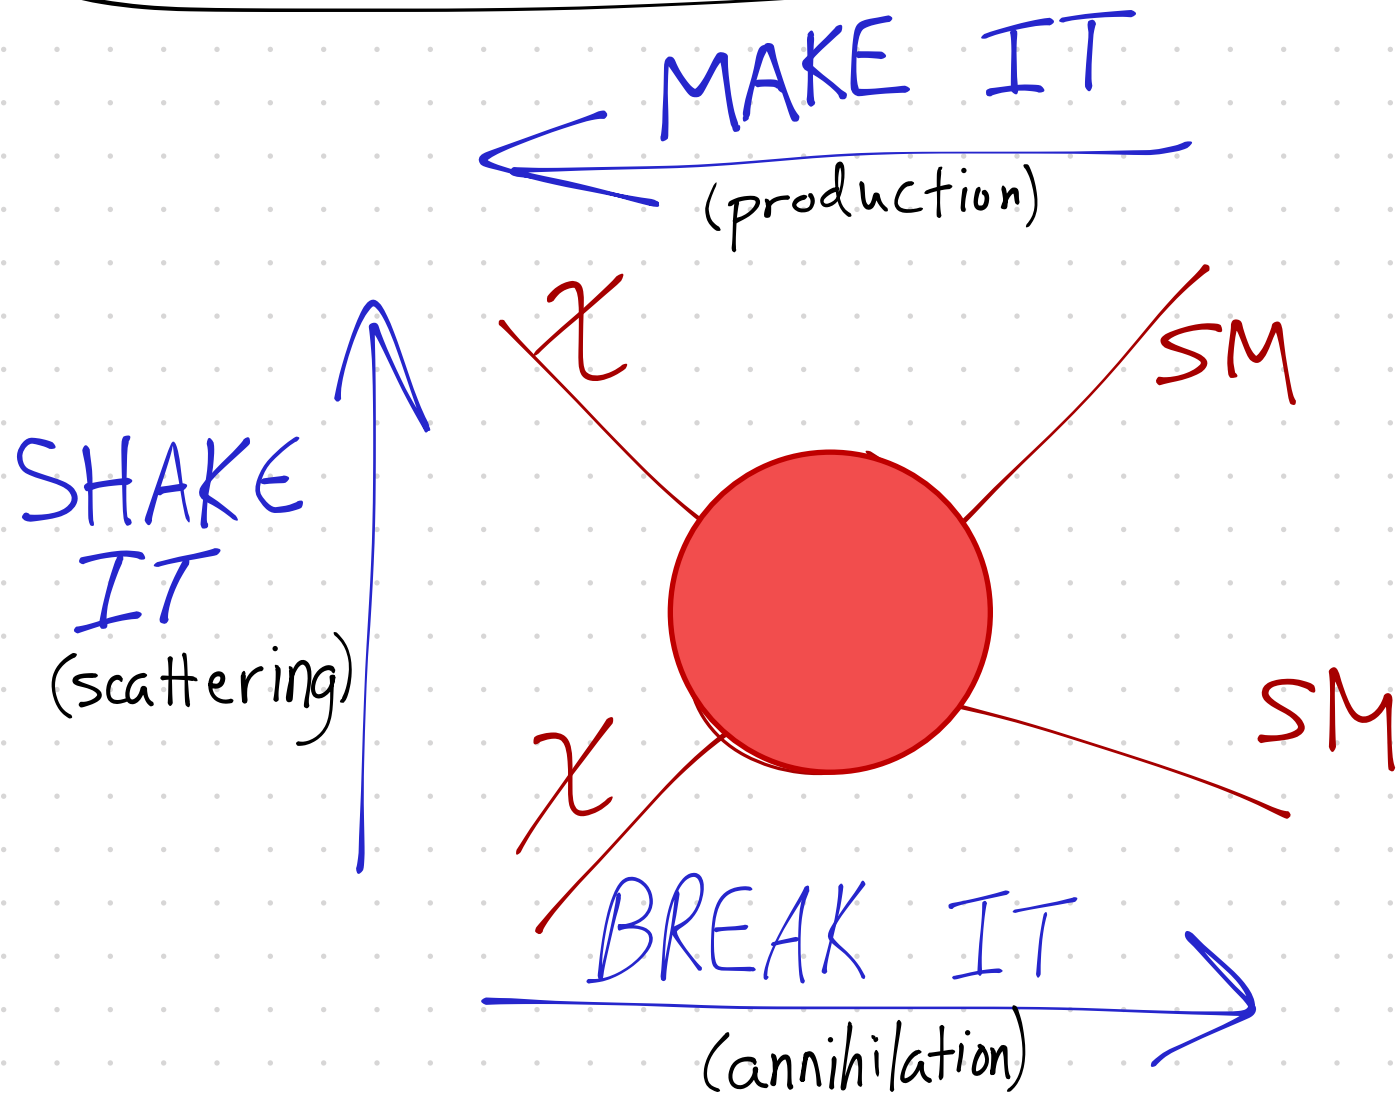 MAKE IT
(production)
χ
SM
SHAKE
IT
(scattering)
χ
SM
BREAK IT
(annihilation)